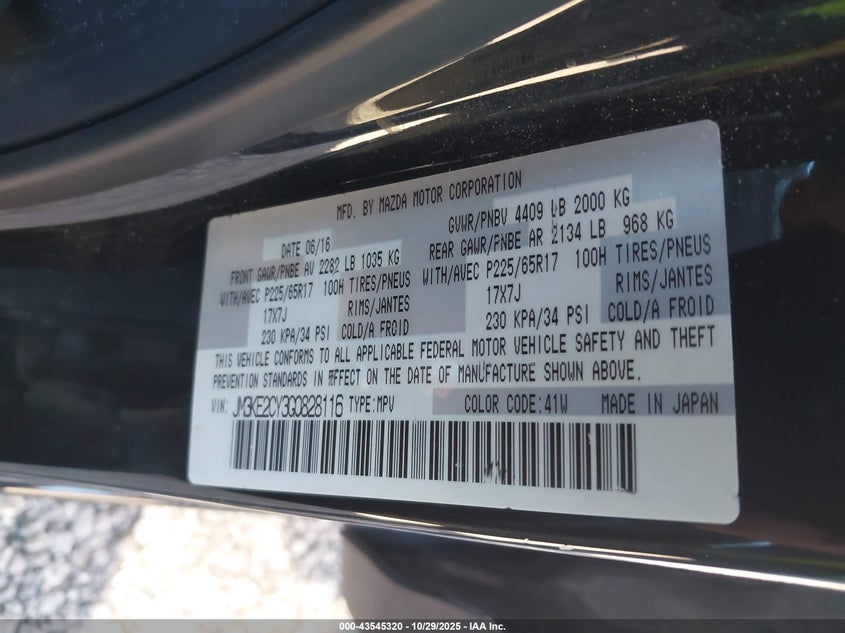 MFD. BY MAZDA MOTOR CORPORATION
DATE 06/16
GVWR/PNBV 4409 LB 2000 KG
FRONT GAWR/PNBE AV 2282 LB 1035 KG
REAR GAWR/PNBE AR 2134 LB 968 KG
WITH/AVEC P225/65R17 100H TIRES/PNEUS
WITH/AVEC P225/65R17 100H TIRES/PNEUS
17X7J RIMS/JANTES
17X7J RIMS/JANTES
230 KPA/34 PSI COLD/A FROID
230 KPA/34 PSI COLD/A FROID
THIS VEHICLE CONFORMS TO ALL APPLICABLE FEDERAL MOTOR VEHICLE SAFETY AND THEFT
PREVENTION STANDARDS IN EFFECT ON THE DATE OF MANUFACTURE SHOWN ABOVE.
VIN: JM3KE2CY3G0828116 TYPE:MPV COLOR CODE:41W MADE IN JAPAN
000-43545320 | 10/29/2025 - IAA Inc.